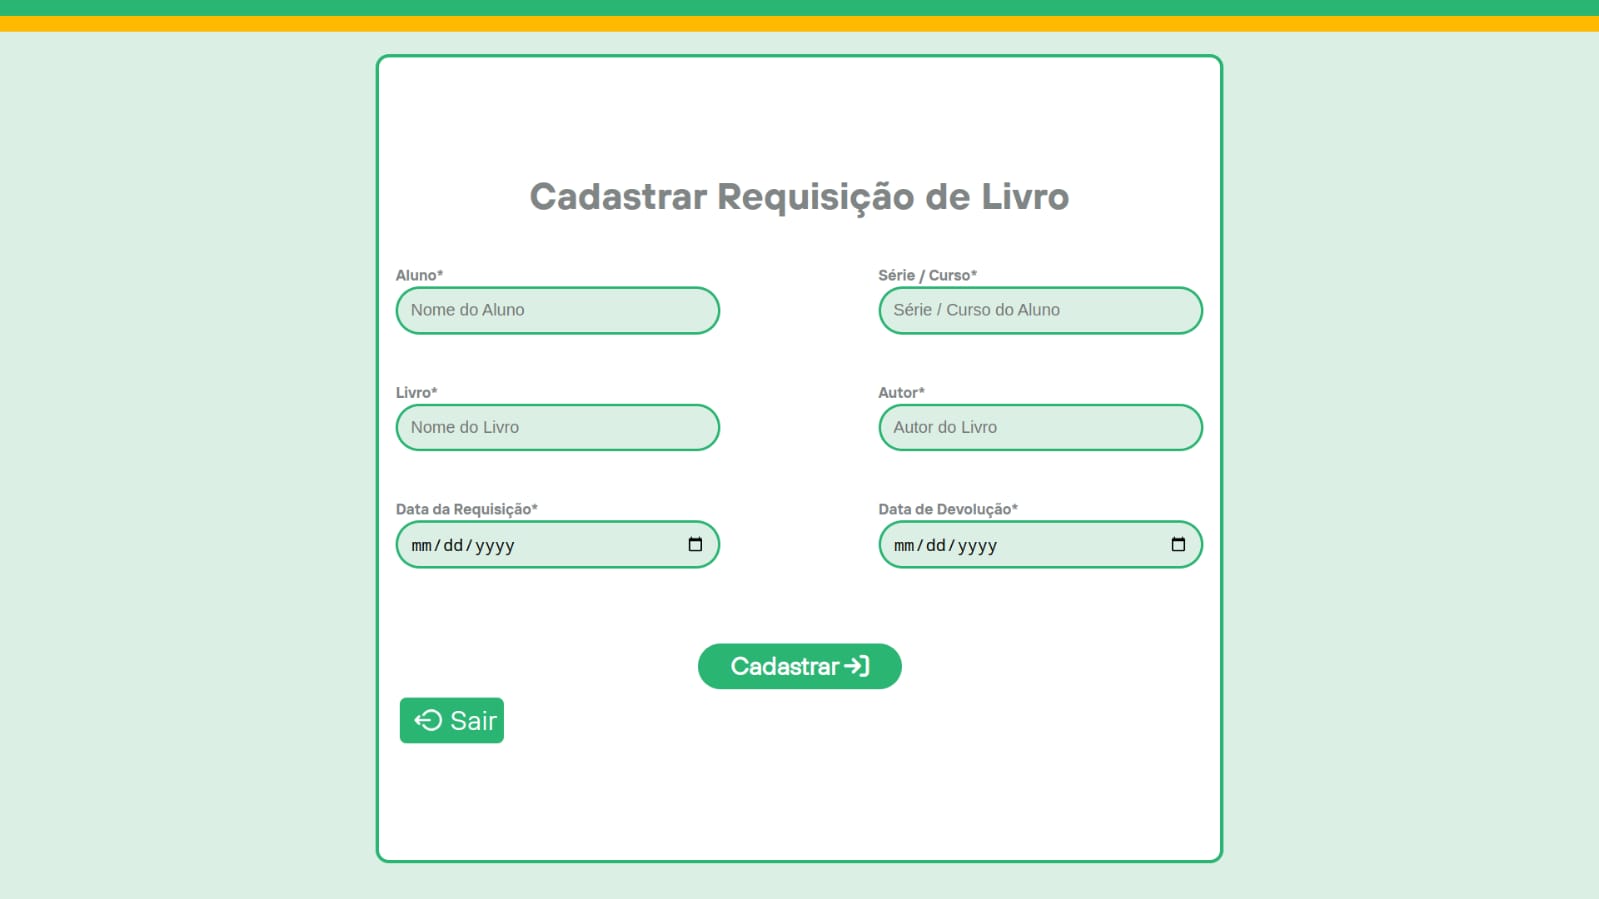 Cadastrar Requisição de Livro
Aluno*
Série / Curso*
Nome do Aluno
Série / Curso do Aluno
Livro*
Autor*
Nome do Livro
Autor do Livro
Data da Requisição*
Data de Devolução*
mm/dd/yyyy
mm/dd/yyyy
Cadastrar
Sair